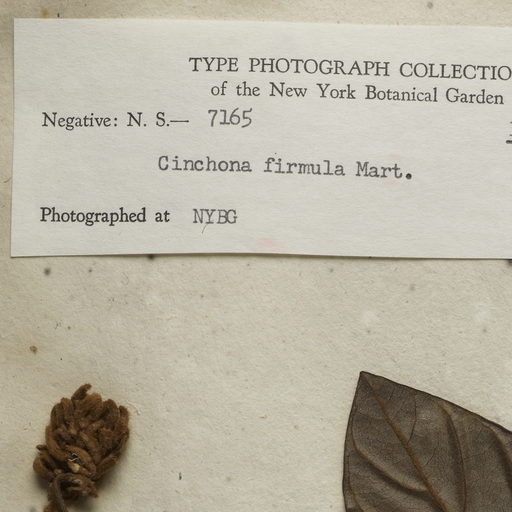 TYPE PHOTOGRAPH COLLECTIO
of the New York Botanical Garden
Negative: N. S.— 7165
Cinchona firmula Mart.
Photographed at NYBG